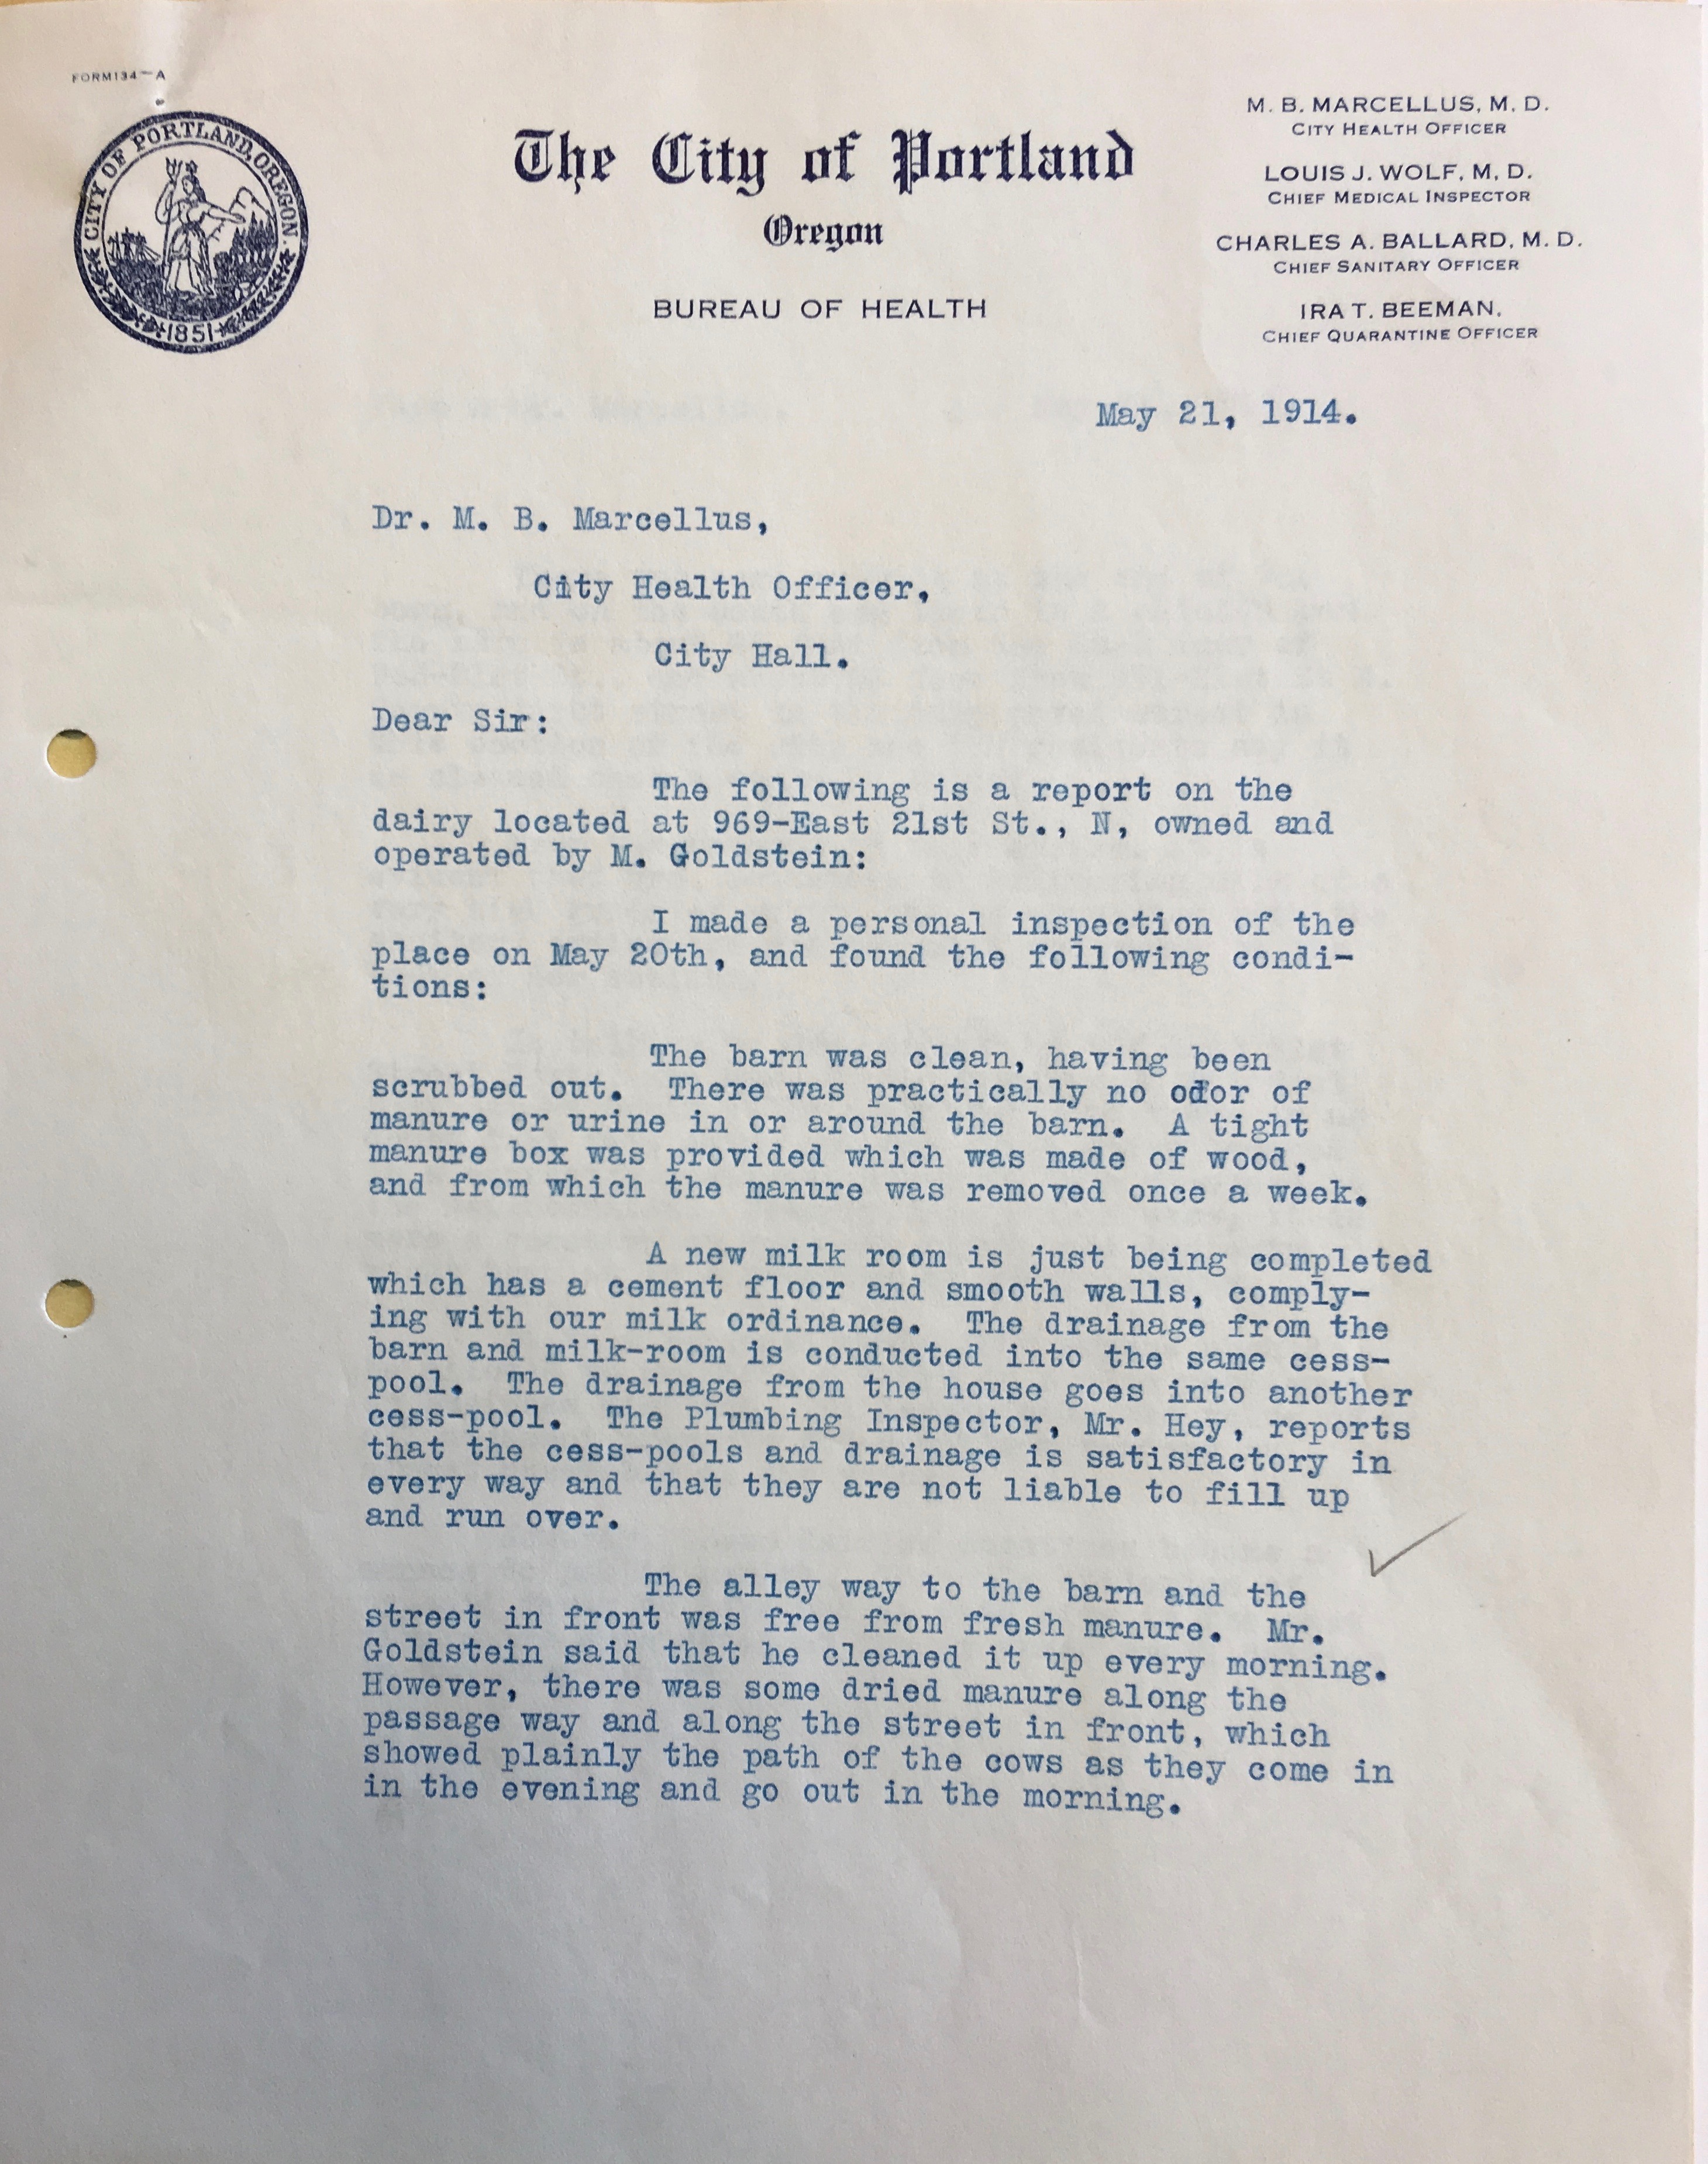 FORM 134-A
CITY OF PORTLAND, OREGON.
1851
The City of Portland
Oregon
BUREAU OF HEALTH
M. B. MARCELLUS, M. D.
CITY HEALTH OFFICER
LOUIS J. WOLF, M. D.
CHIEF MEDICAL INSPECTOR
CHARLES A. BALLARD, M. D.
CHIEF SANITARY OFFICER
IRA T. BEEMAN,
CHIEF QUARANTINE OFFICER
May 21, 1914.
Dr. M. B. Marcellus,
City Health Officer,
City Hall.
Dear Sir:
The following is a report on the
dairy located at 969-East 21st St., N, owned and
operated by M. Goldstein:
I made a personal inspection of the
place on May 20th, and found the following condi-
tions:
The barn was clean, having been
scrubbed out. There was practically no odor of
manure or urine in or around the barn. A tight
manure box was provided which was made of wood,
and from which the manure was removed once a week.
A new milk room is just being completed
which has a cement floor and smooth walls, comply-
ing with our milk ordinance. The drainage from the
barn and milk-room is conducted into the same cess-
pool. The drainage from the house goes into another
cess-pool. The Plumbing Inspector, Mr. Hey, reports
that the cess-pools and drainage is satisfactory in
every way and that they are not liable to fill up
and run over.
The alley way to the barn and the
street in front was free from fresh manure. Mr.
Goldstein said that he cleaned it up every morning.
However, there was some dried manure along the
passage way and along the street in front, which
showed plainly the path of the cows as they come in
in the evening and go out in the morning.